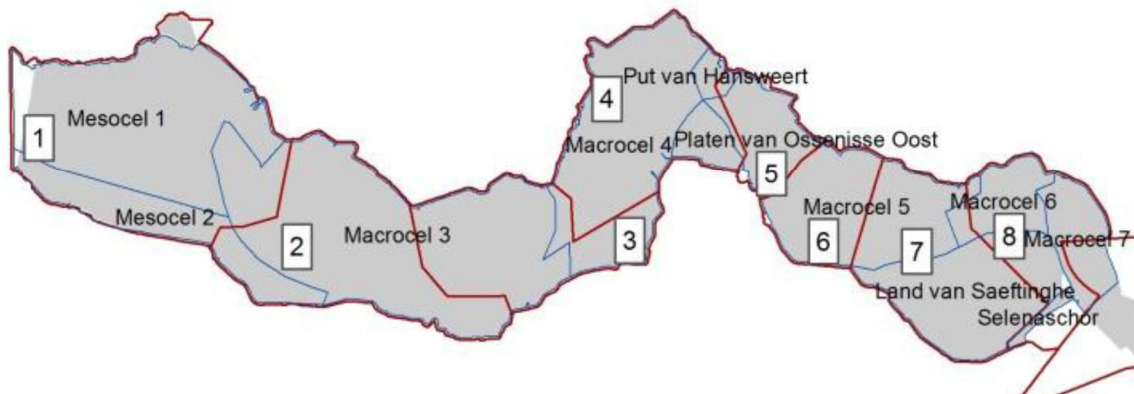 Put van Hansweert
4
Mesocel 1
1
Macrocel 4
Platen van Ossenisse Oost
5
Macrocel 6
Mesocel 2
Macrocel 5
Macrocel 3
2
3
6
7
8
Macrocel 7
Land van Saeftinghe
Selenaschor